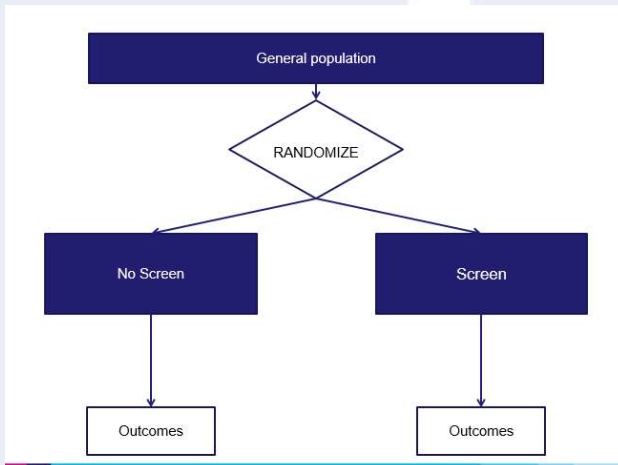 General population
RANDOMIZE
No Screen
Screen
Outcomes
Outcomes